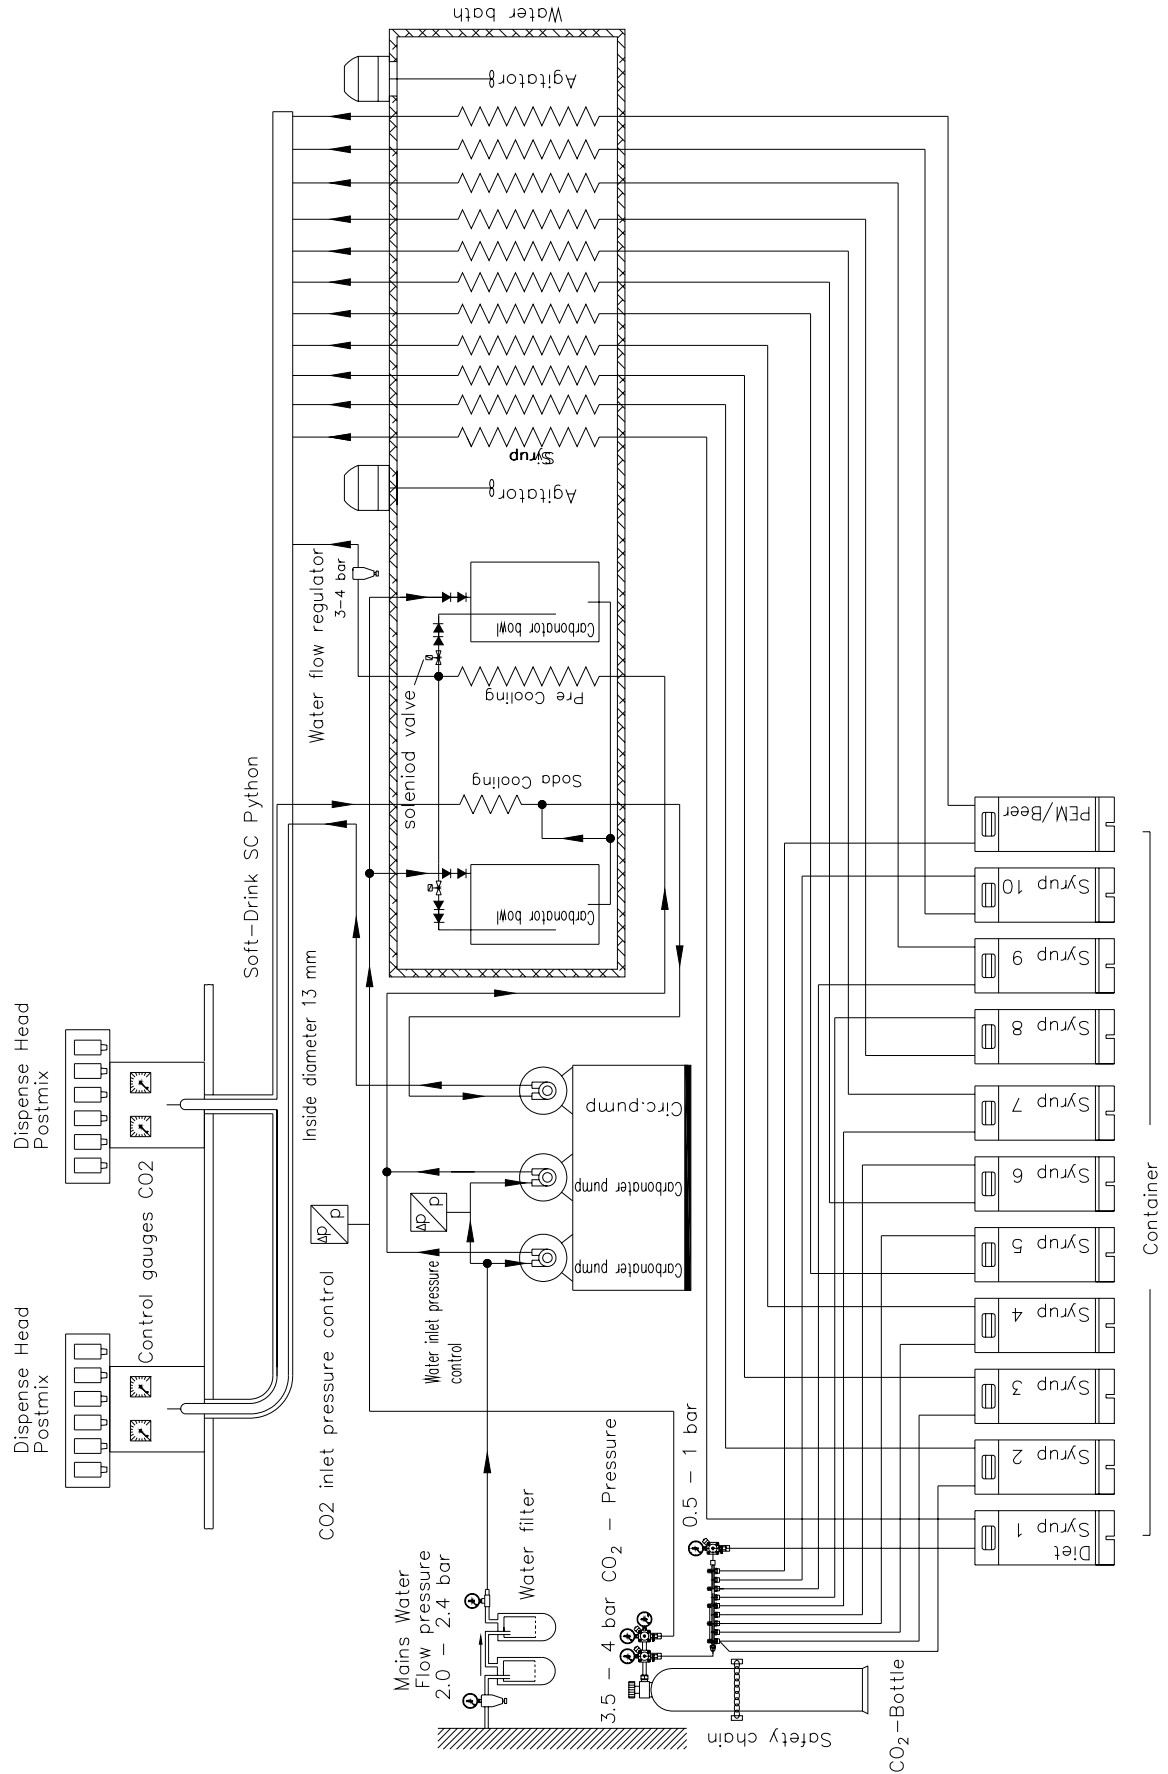 Dispense Head
Postmix
Dispense Head
Postmix
Control gauges CO2
Soft-Drink SC Python
Inside diameter 13 mm
CO2 inlet pressure control
Δp
p
Water inlet pressure
control
Δp
p
Mains Water
Flow pressure
2.0 - 2.4 bar
Water filter
3.5 - 4 bar CO2 - Pressure
0.5 - 1 bar
Safety chain
CO2-Bottle
Carbonater pump
Carbonater pump
Circ.pump
Water flow regulator
3-4 bar
soleniod valve
Carbonator bowl
Carbonator bowl
Soda Cooling
Pre Cooling
Agitator
Syrup
Agitator
Water bath
Diet
Syrup 1
Syrup 2
Syrup 3
Syrup 4
Syrup 5
Syrup 6
Syrup 7
Syrup 8
Syrup 9
Syrup 10
PEM/Beer
Container